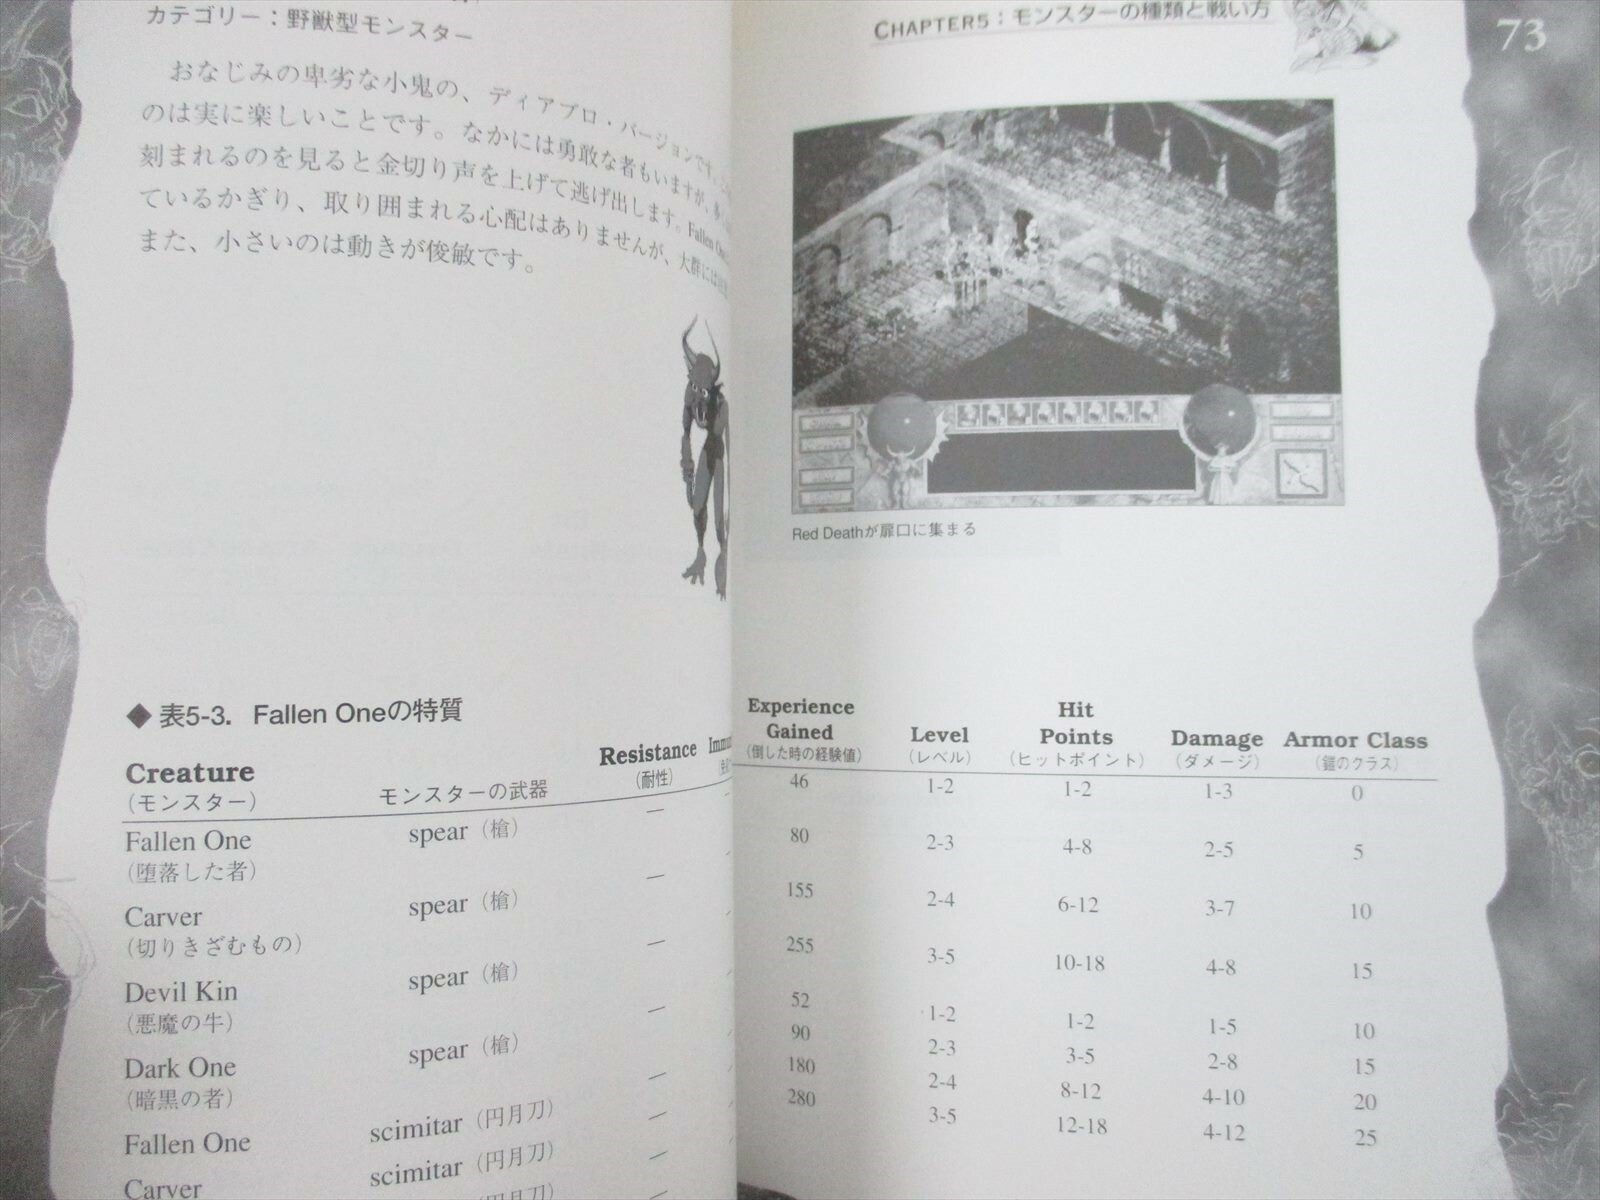 カテゴリー：野獣型モンスター
おなじみの卑劣な小鬼の、ディアブロ・バージョンです。
のは実に楽しいことです。なかには勇敢な者もいますが、
刻まれるのを見ると金切り声を上げて逃げ出します。Fallen One
ているかぎり、取り囲まれる心配はありませんが、大群には
また、小さいのは動きが俊敏です。
◆ 表5-3. Fallen Oneの特質
Creature
（モンスター）
モンスターの武器
Resistance
（耐性）
Fallen One spear（槍） —
（堕落した者）
Carver spear（槍） —
（切りきざむもの）
Devil Kin spear（槍） —
（悪魔の牛）
Dark One spear（槍） —
（暗黒の者）
Fallen One scimitar（円月刀） —
Carver scimitar（円月刀） —
scimitar（円月刀） —
CHAPTER5：モンスターの種類と戦い方
73
Red Deathが扉口に集まる
Experience
Gained
（倒した時の経験値）
Level
（レベル）
Hit
Points
（ヒットポイント）
Damage
（ダメージ）
Armor Class
（鎧のクラス）
46 1-2 1-2 1-3 0
80 2-3 4-8 2-5 5
155 2-4 6-12 3-7 10
255 3-5 10-18 4-8 15
52 1-2 1-2 1-5 10
90 2-3 3-5 2-8 15
180 2-4 8-12 4-10 20
280 3-5 12-18 4-12 25